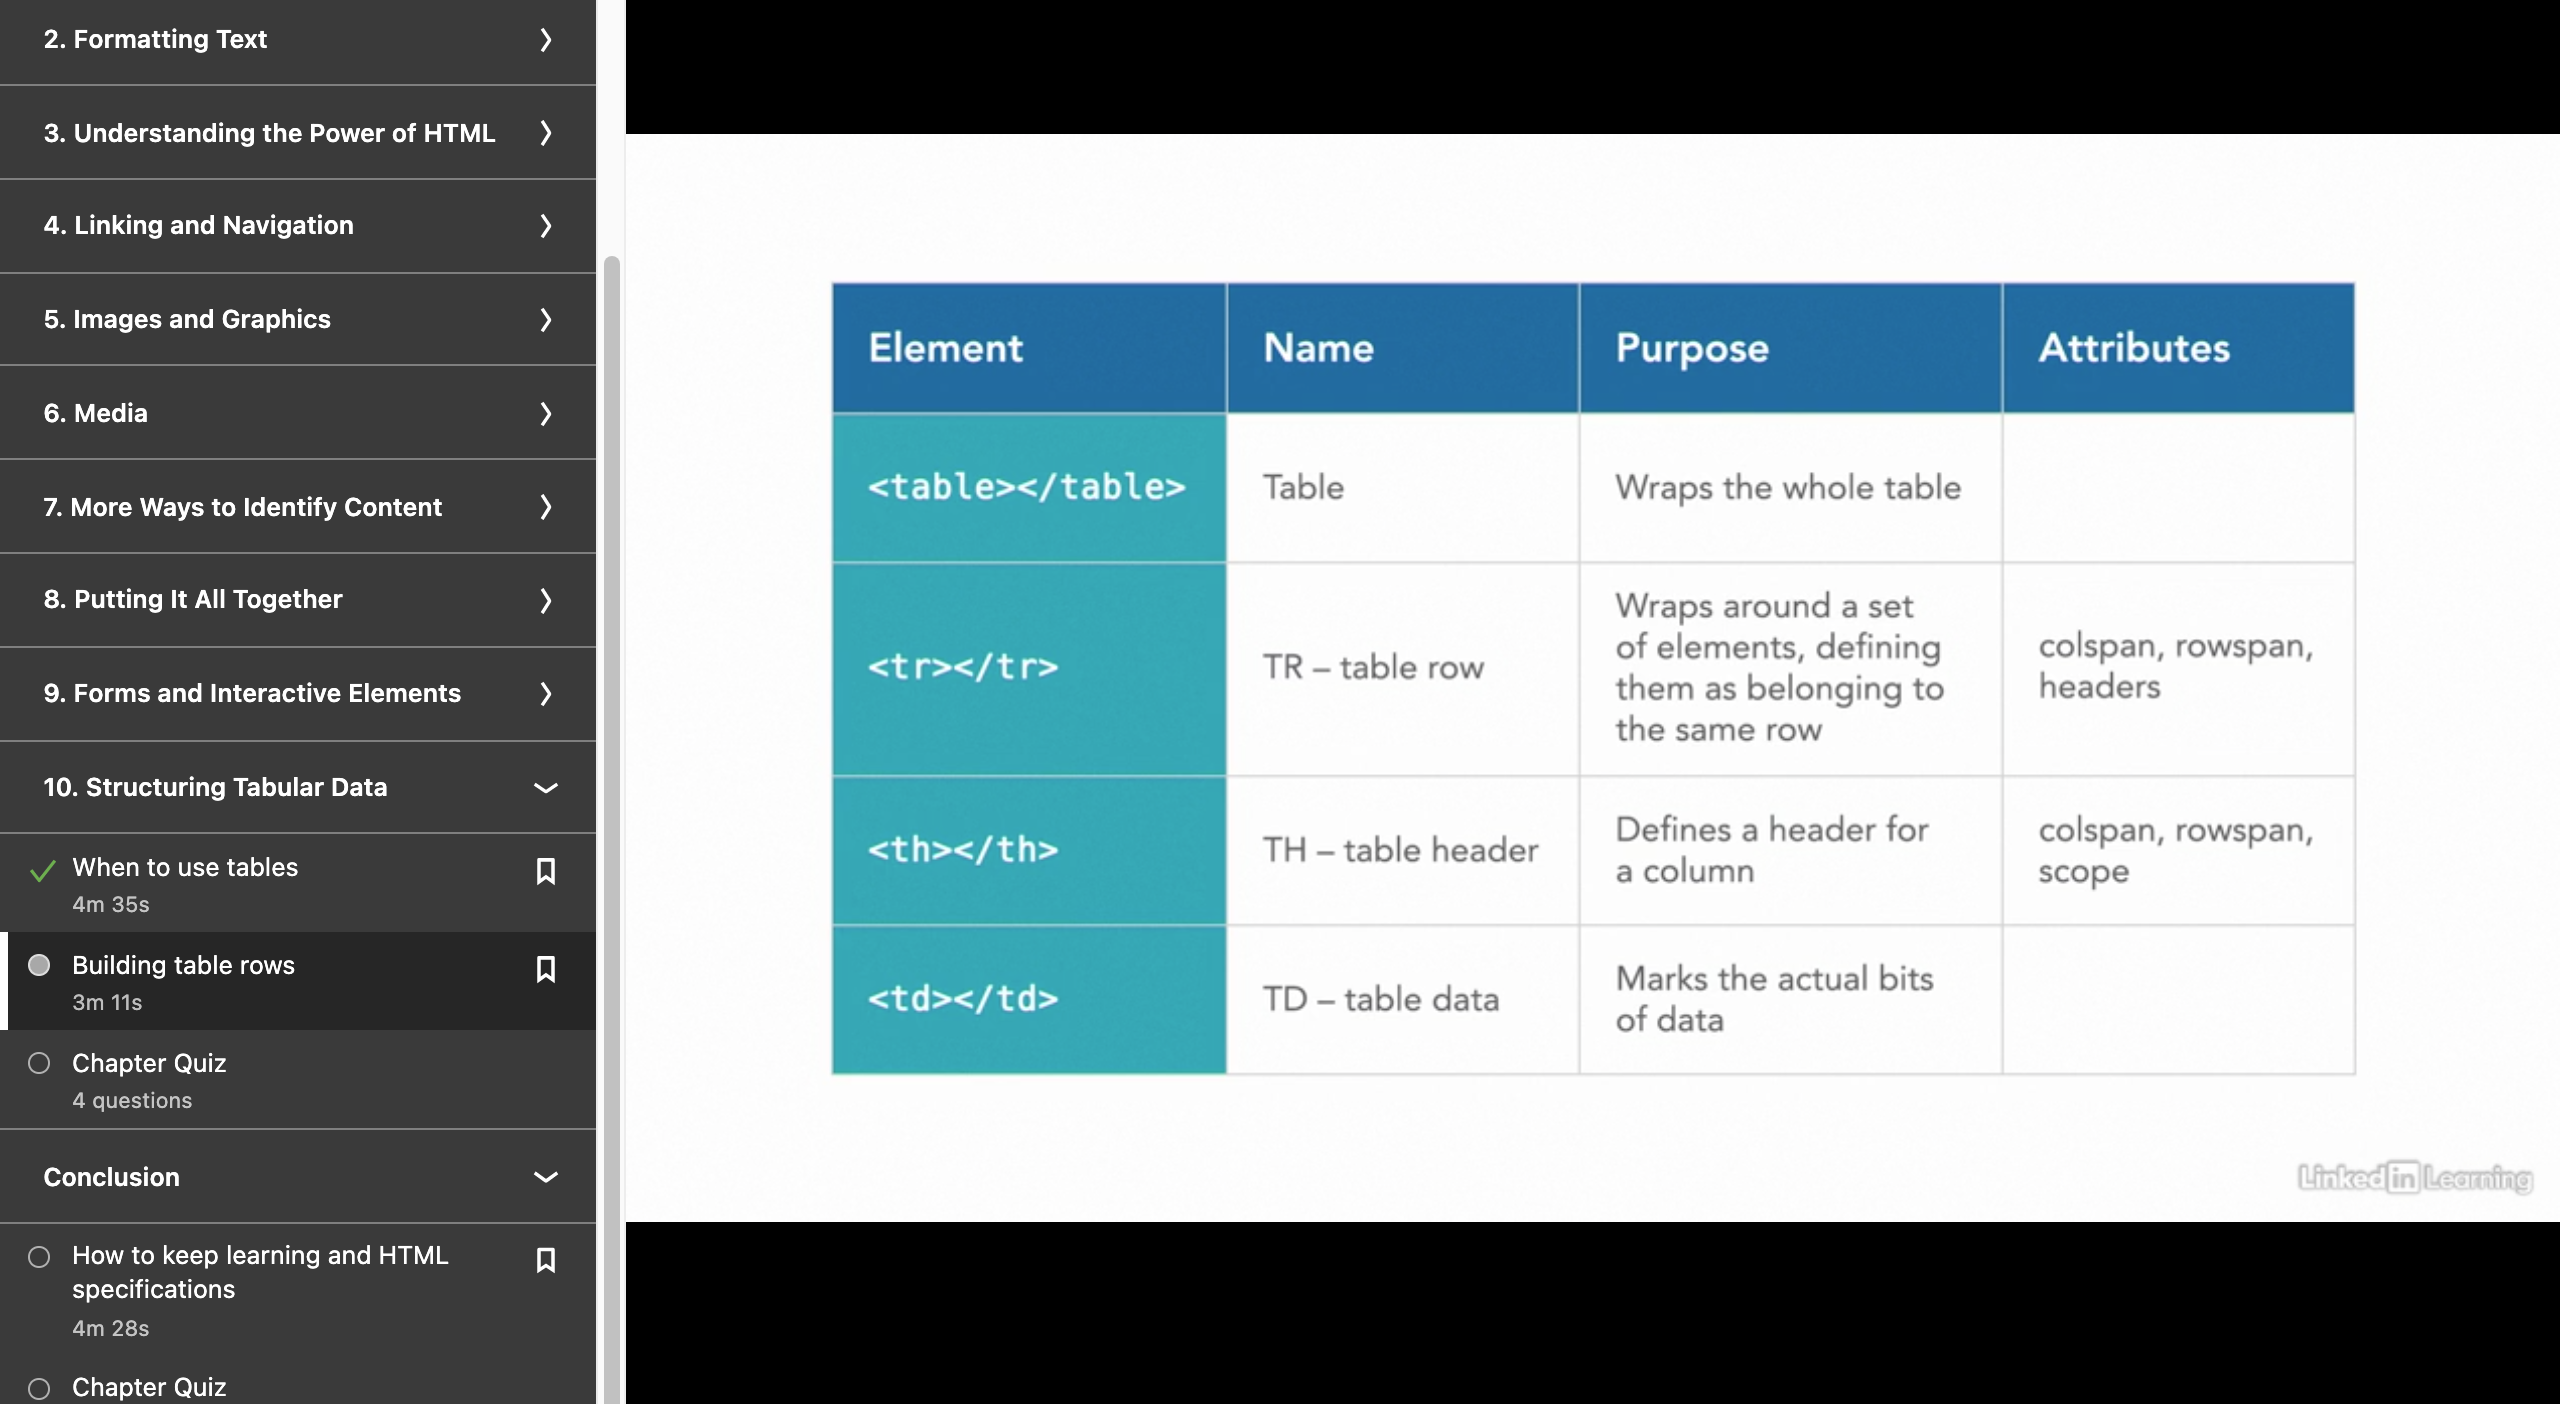 2. Formatting Text
3. Understanding the Power of HTML
4. Linking and Navigation
5. Images and Graphics
6. Media
7. More Ways to Identify Content
8. Putting It All Together
9. Forms and Interactive Elements
10. Structuring Tabular Data
When to use tables
4m 35s
Building table rows
3m 11s
Chapter Quiz
4 questions
Conclusion
How to keep learning and HTML
specifications
4m 28s
Chapter Quiz
Element Name Purpose Attributes
<table></table> Table Wraps the whole table
<tr></tr> TR – table row
Wraps around a set
of elements, defining
them as belonging to
the same row
colspan, rowspan,
headers
<th></th> TH – table header
Defines a header for
a column
colspan, rowspan,
scope
<td></td> TD – table data
Marks the actual bits
of data
Linked in Learning